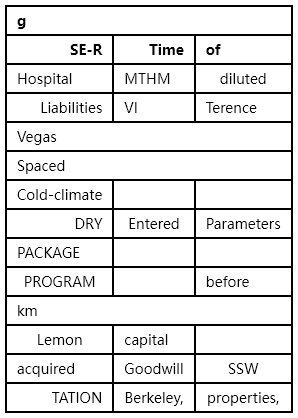 g
SE-R Time of
Hospital MTHM diluted
Liabilities VI Terence
Vegas
Spaced
Cold-climate
DRY Entered Parameters
PACKAGE
PROGRAM before
km
Lemon capital
acquired Goodwill SSW
TATION Berkeley, properties,